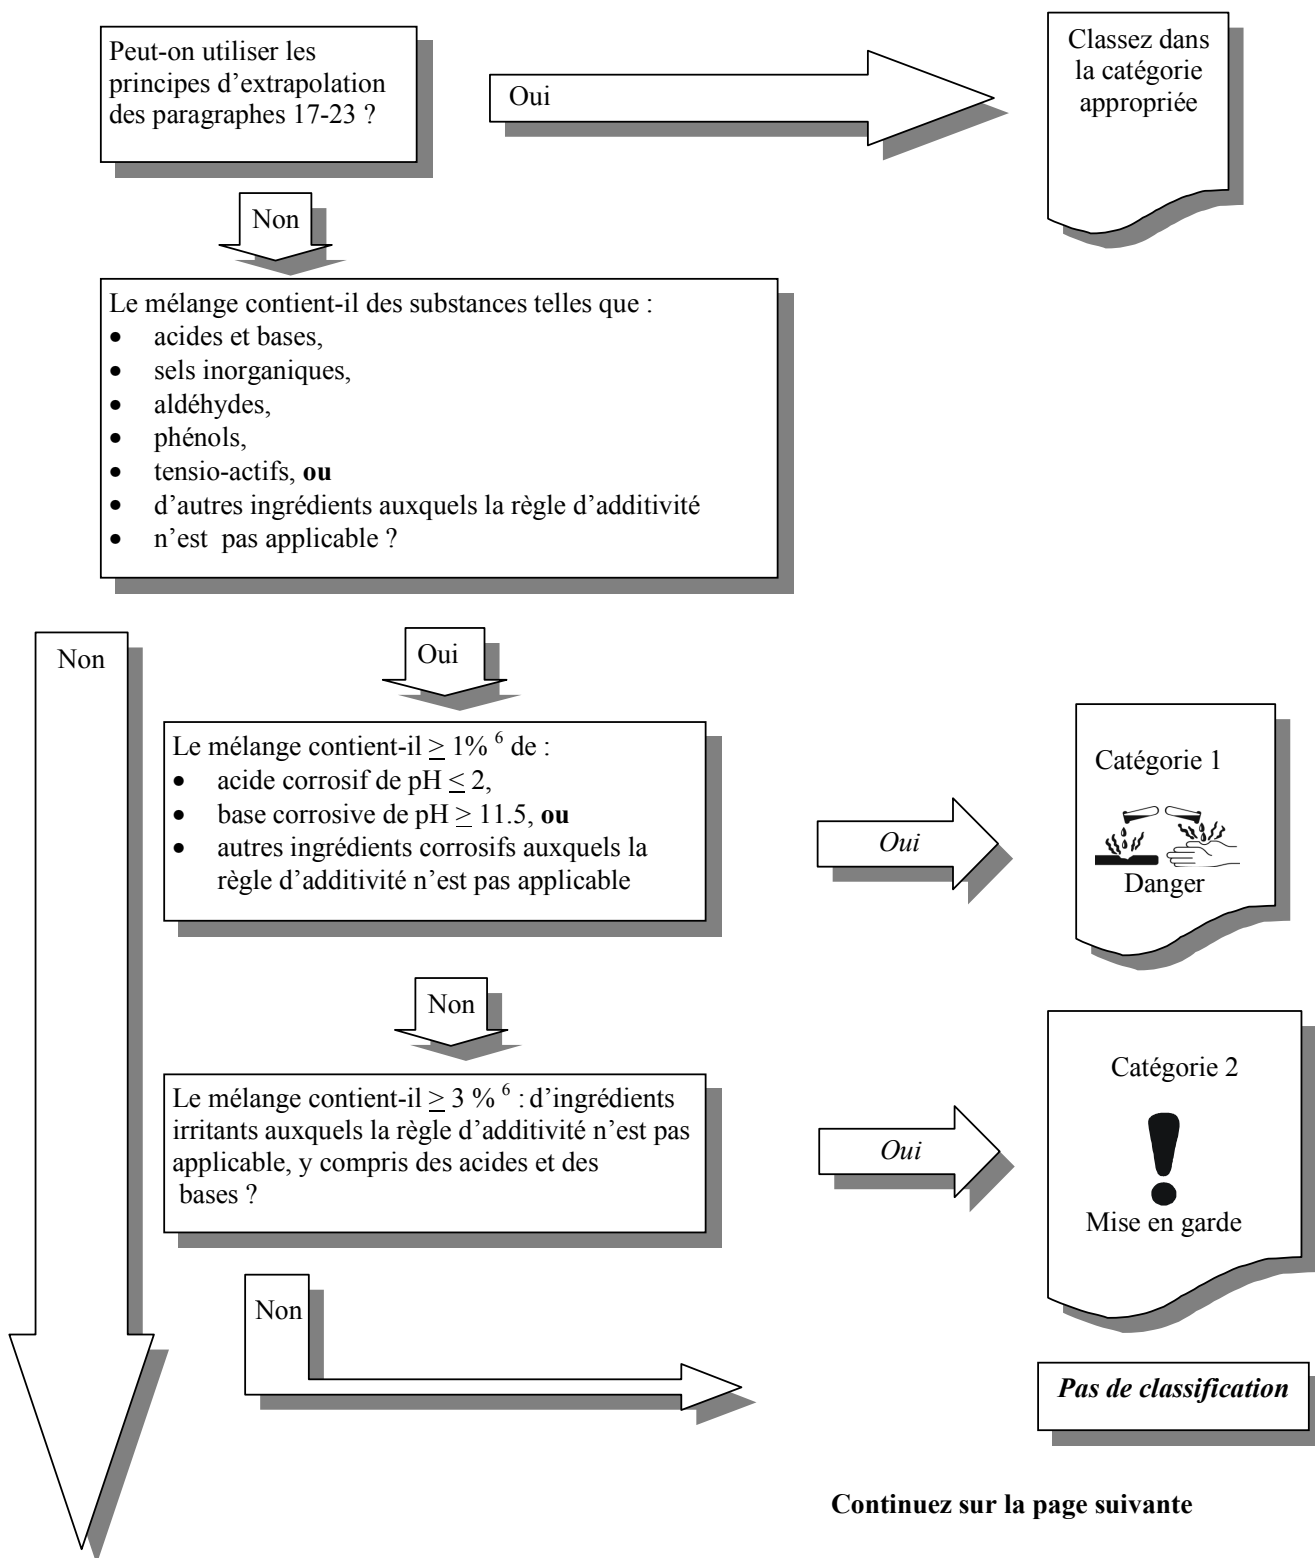 Peut-on utiliser les
principes d'extrapolation
des paragraphes 17-23 ?
Oui
Classez dans
la catégorie
appropriée
Non
Le mélange contient-il des substances telles que :
• acides et bases,
• sels inorganiques,
• aldéhydes,
• phénols,
• tensio-actifs, ou
• d'autres ingrédients auxquels la règle d'additivité
• n'est pas applicable ?
Non
Oui
Le mélange contient-il ≥ 1% 6 de :
• acide corrosif de pH ≤ 2,
• base corrosive de pH ≥ 11.5, ou
• autres ingrédients corrosifs auxquels la
règle d'additivité n'est pas applicable
Oui
Catégorie 1
Danger
Non
Le mélange contient-il ≥ 3 % 6 : d'ingrédients
irritants auxquels la règle d'additivité n'est pas
applicable, y compris des acides et des
bases ?
Oui
Catégorie 2
Mise en garde
Non
Pas de classification
Continuez sur la page suivante